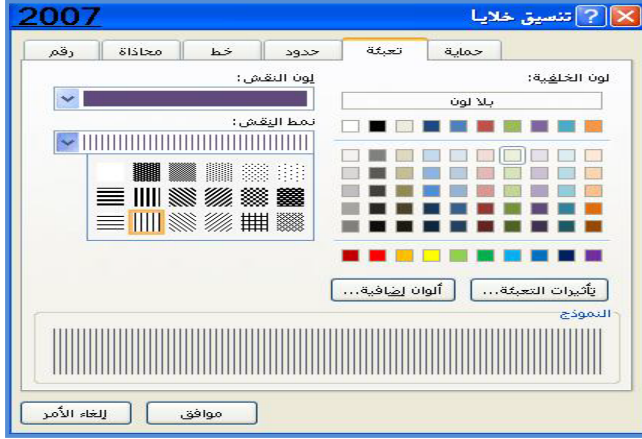 2007
تنسيق خلايا
رقم محاذاة خط حدود تعبئة حماية
لون الخلفية:
بلا لون
لون النقش:
نمط النقش:
تأثيرات التعبئة...
ألوان إضافية...
النموذج
موافق
إلغاء الأمر